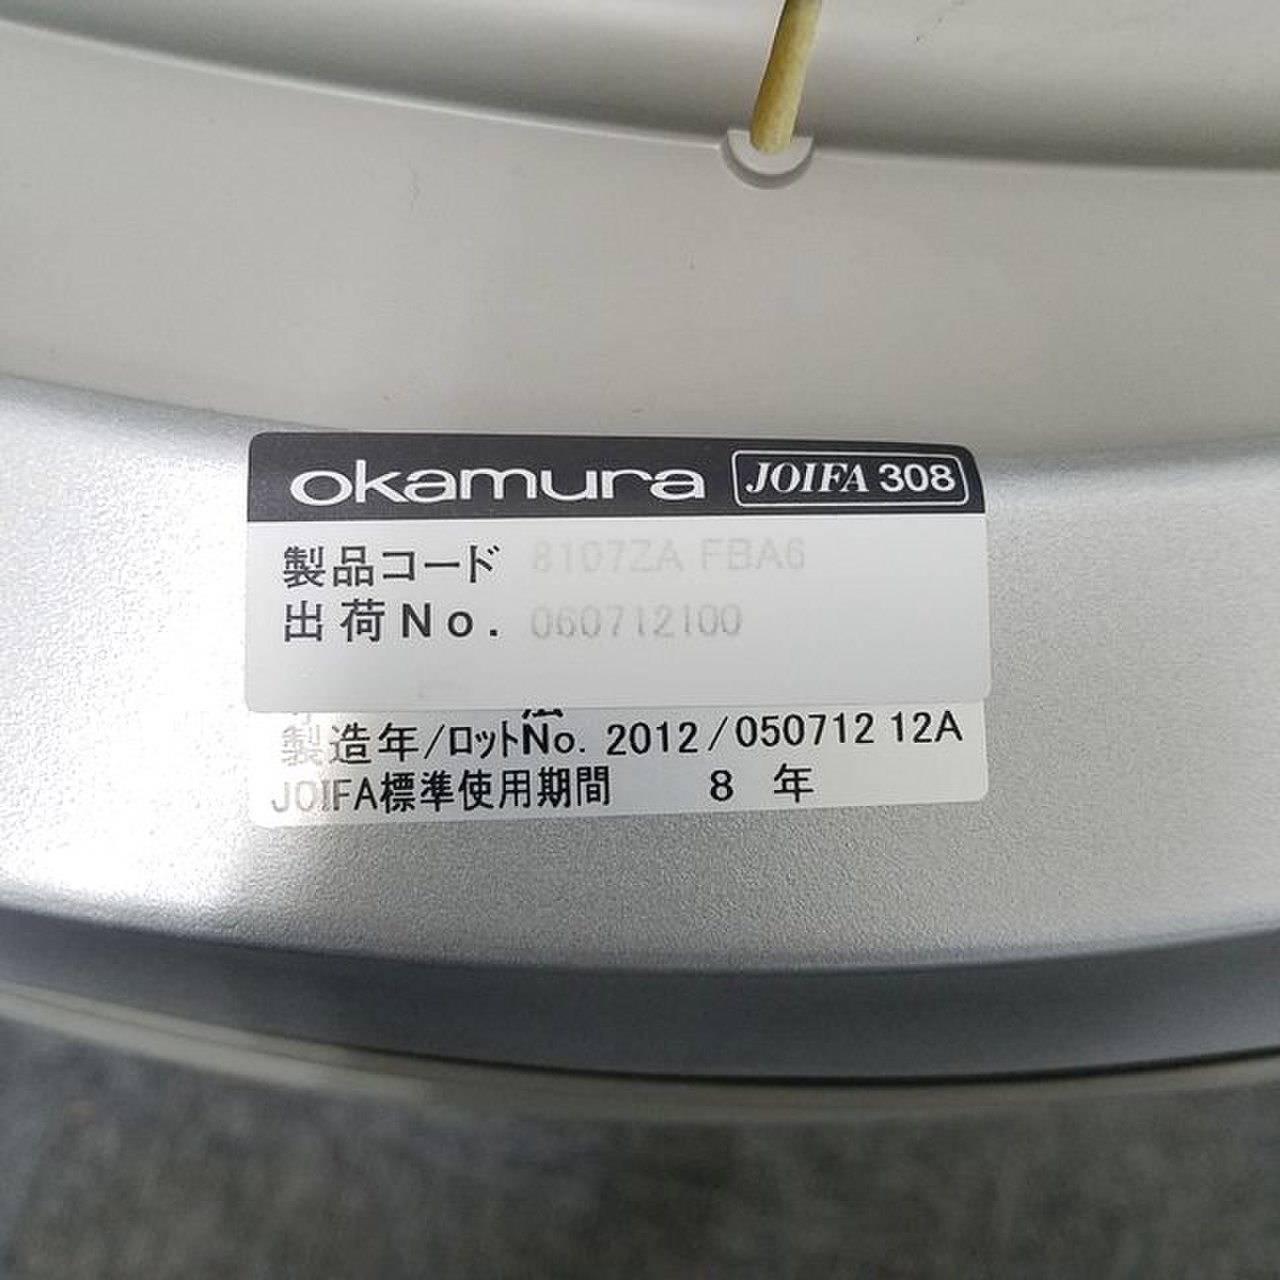 okamura JOIFA 308
製品コード 8107ZA FBA6
出荷No. 060712100
製造年/ロットNo. 2012/050712 12A
JOIFA標準使用期間 8 年